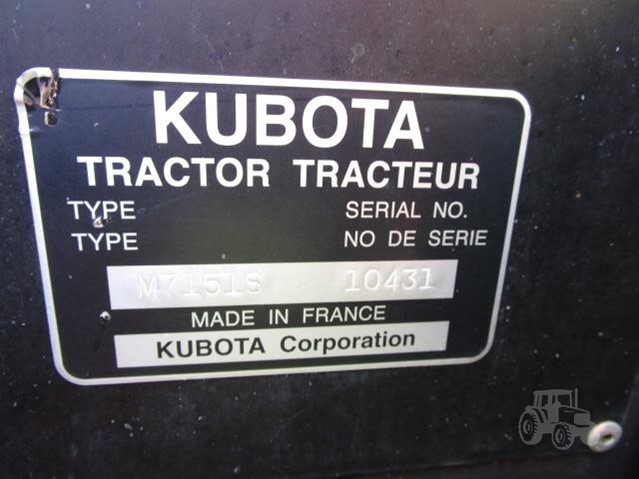 KUBOTA
TRACTOR TRACTEUR
TYPE SERIAL NO.
TYPE NO DE SERIE
M7151S 10431
MADE IN FRANCE
KUBOTA Corporation